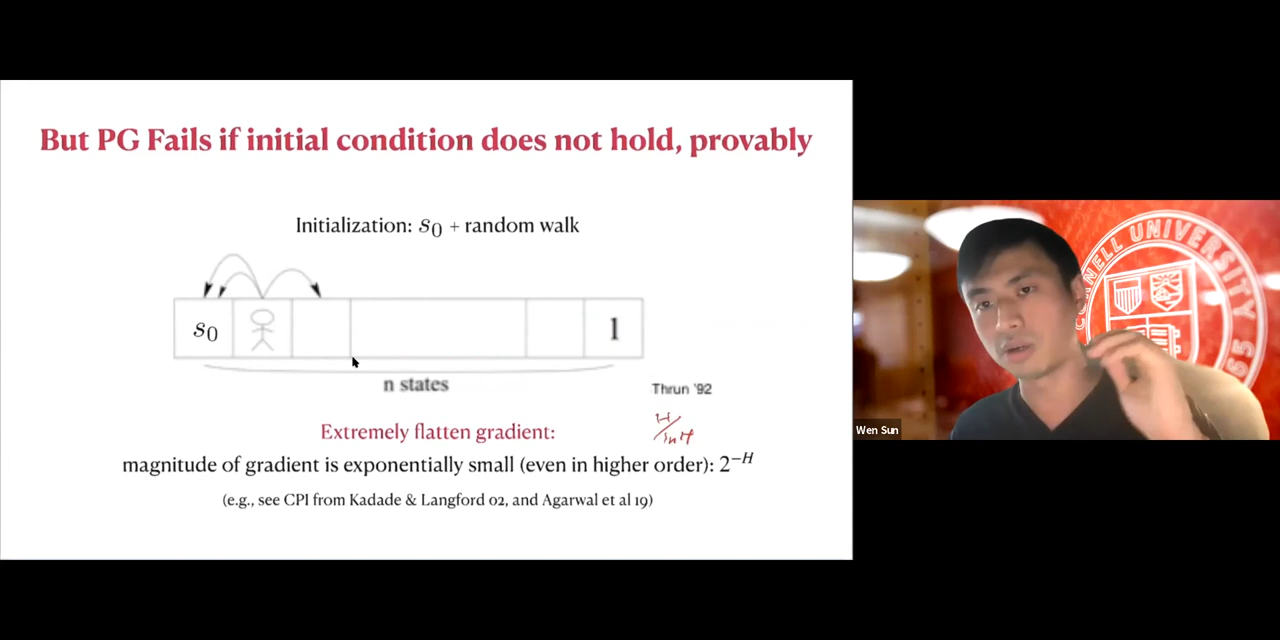 But PG Fails if initial condition does not hold, provably
Initialization: s₀ + random walk
s₀
1
n states
Thrun '92
Extremely flatten gradient:
H/
magnitude of gradient is exponentially small (even in higher order): 2⁻ᴴ
(e.g., see CPI from Kadade & Langford 02, and Agarwal et al 19)
CORNELL UNIVERSITY
Wen Sun